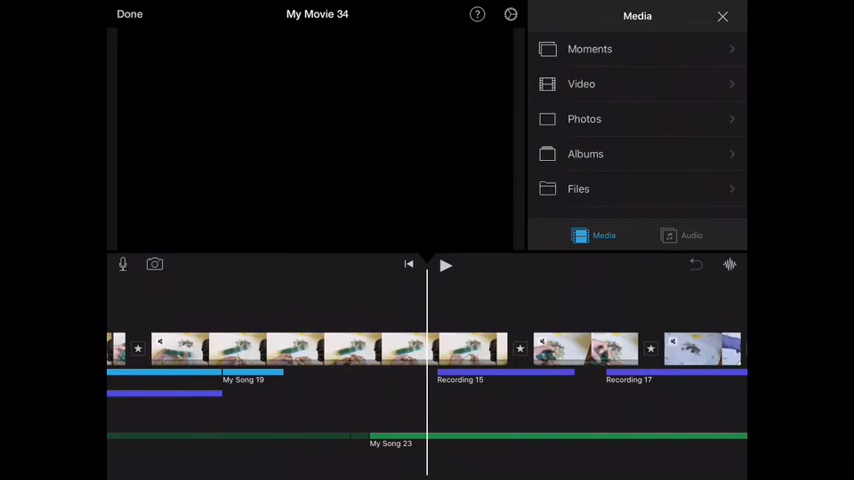 Done
My Movie 34
?
Media
Moments
Video
Photos
Albums
Files
Media
Audio
My Song 19
Recording 15
Recording 17
My Song 23